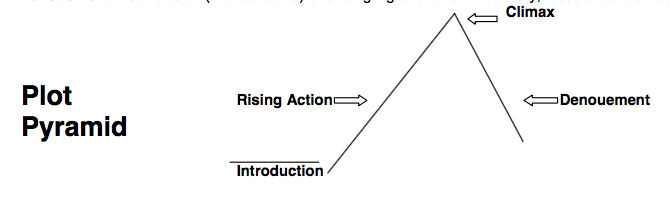 Climax
Plot
Pyramid
Rising Action
Denouement
Introduction